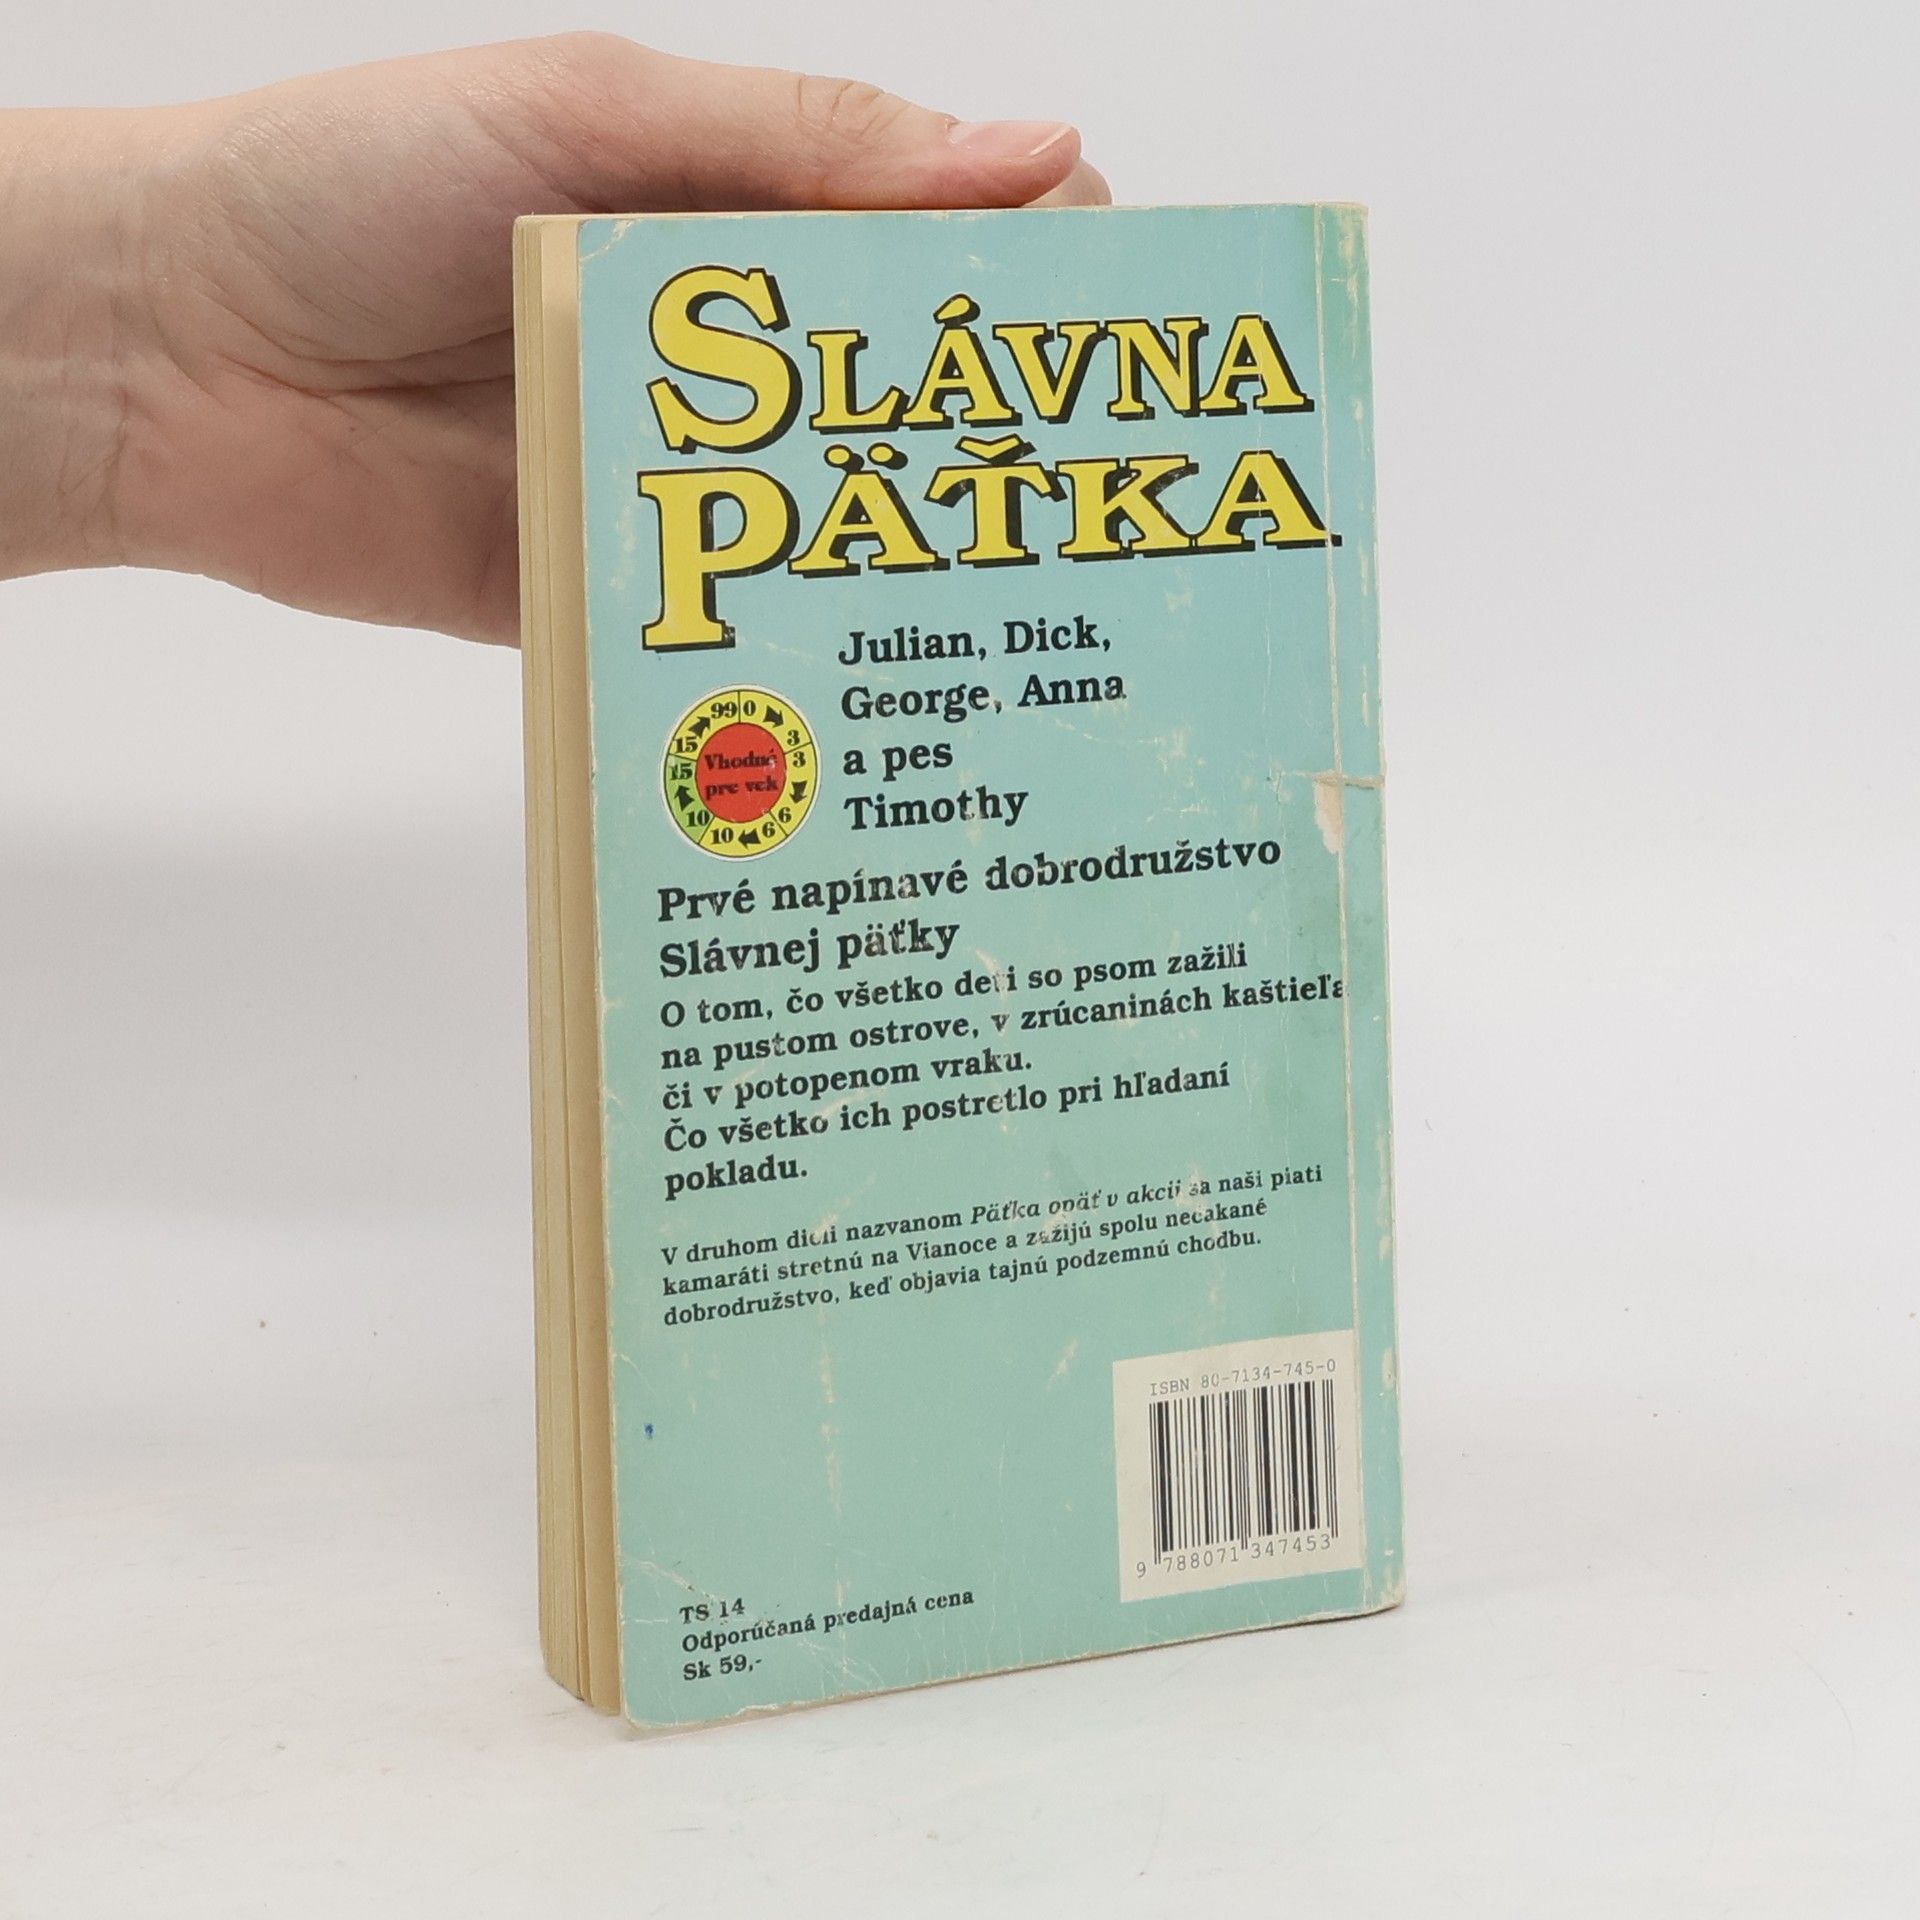 SLÁVNA
PÄŤKA
Julian, Dick,
George, Anna
a pes
Timothy
99 0 3 3 6 6 10 10 15 15
Vhodné
pre vek
Prvé napínavé dobrodružstvo
Slávnej päťky
O tom, čo všetko deti so psom zažili
na pustom ostrove, v zrúcaninách kaštieľa
či v potopenom vraku.
Čo všetko ich postretlo pri hľadaní
pokladu.
V druhom dieli nazvanom Päťka opäť v akcii sa naši piati
kamaráti stretnú na Vianoce a zažijú spolu nečakané
dobrodružstvo, keď objavia tajnú podzemnú chodbu.
ISBN 80-7134-745-0
9 788071 347453
TS 14
Odporúčaná predajná cena
Sk 59,-